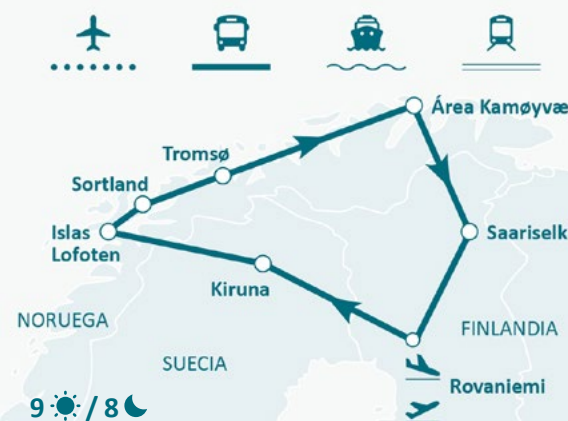 Área Kamøyvæ
Tromsø
Sortland
Islas
Lofoten
Saariselk
Kiruna
NORUEGA
FINLANDIA
SUECIA
Rovaniemi
9 / 8